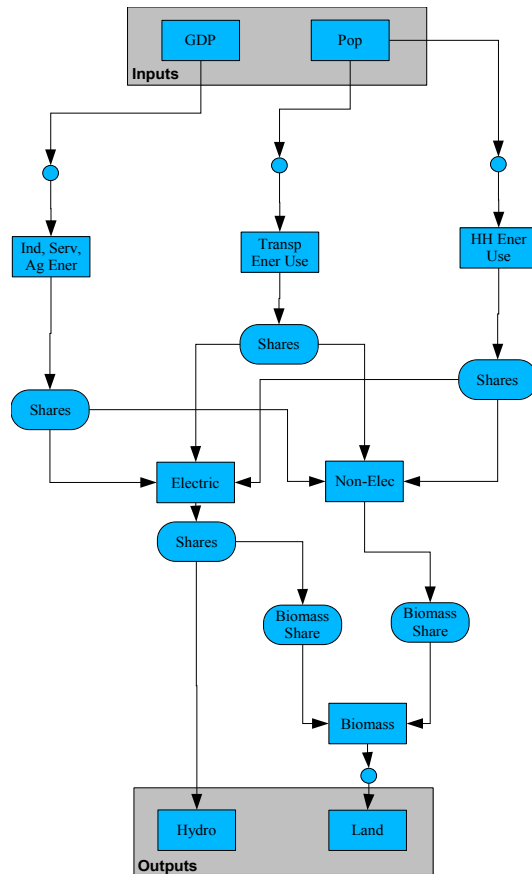 GDP
Pop
Inputs
Ind, Serv,
Ag Ener
Transp
Ener Use
HH Ener
Use
Shares
Shares
Shares
Electric
Non-Elec
Shares
Biomass
Share
Biomass
Share
Biomass
Hydro
Land
Outputs